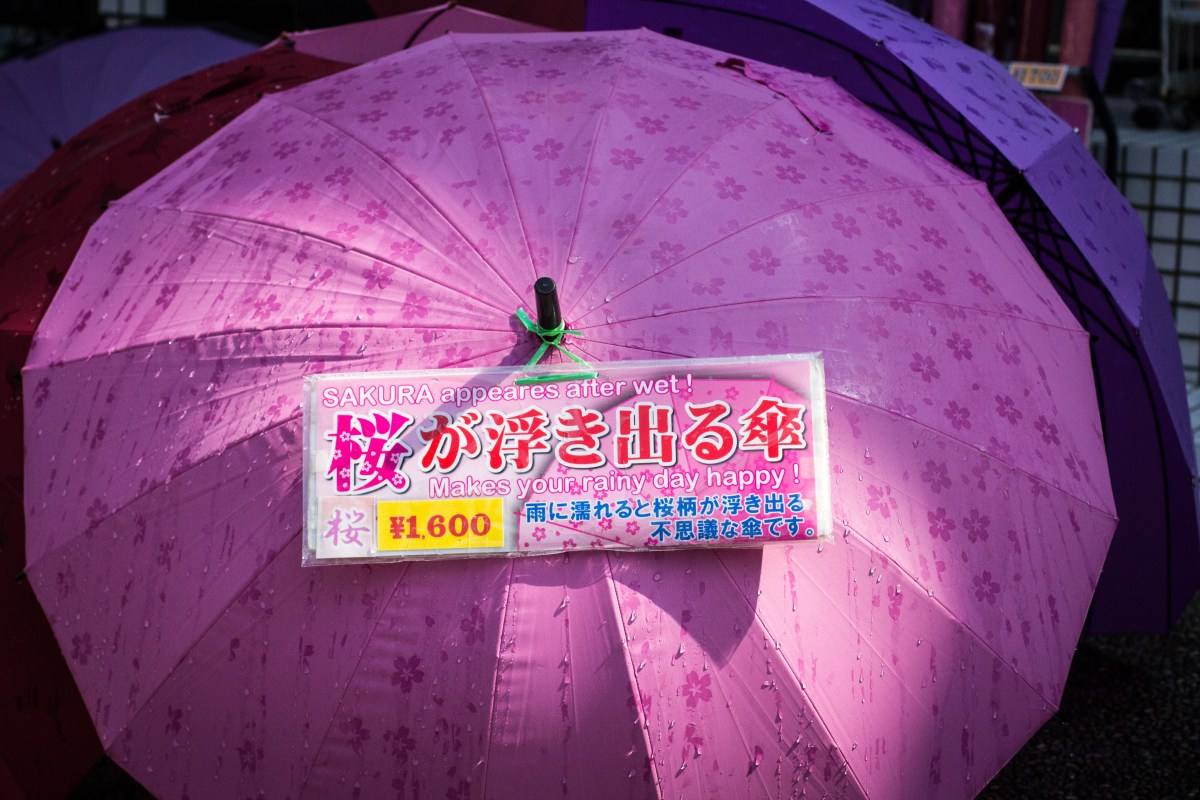 SAKURA appeares after wet!
桜が浮き出る傘
Makes your rainy day happy!
桜
¥1,600
雨に濡れると桜柄が浮き出る
不思議な傘です。